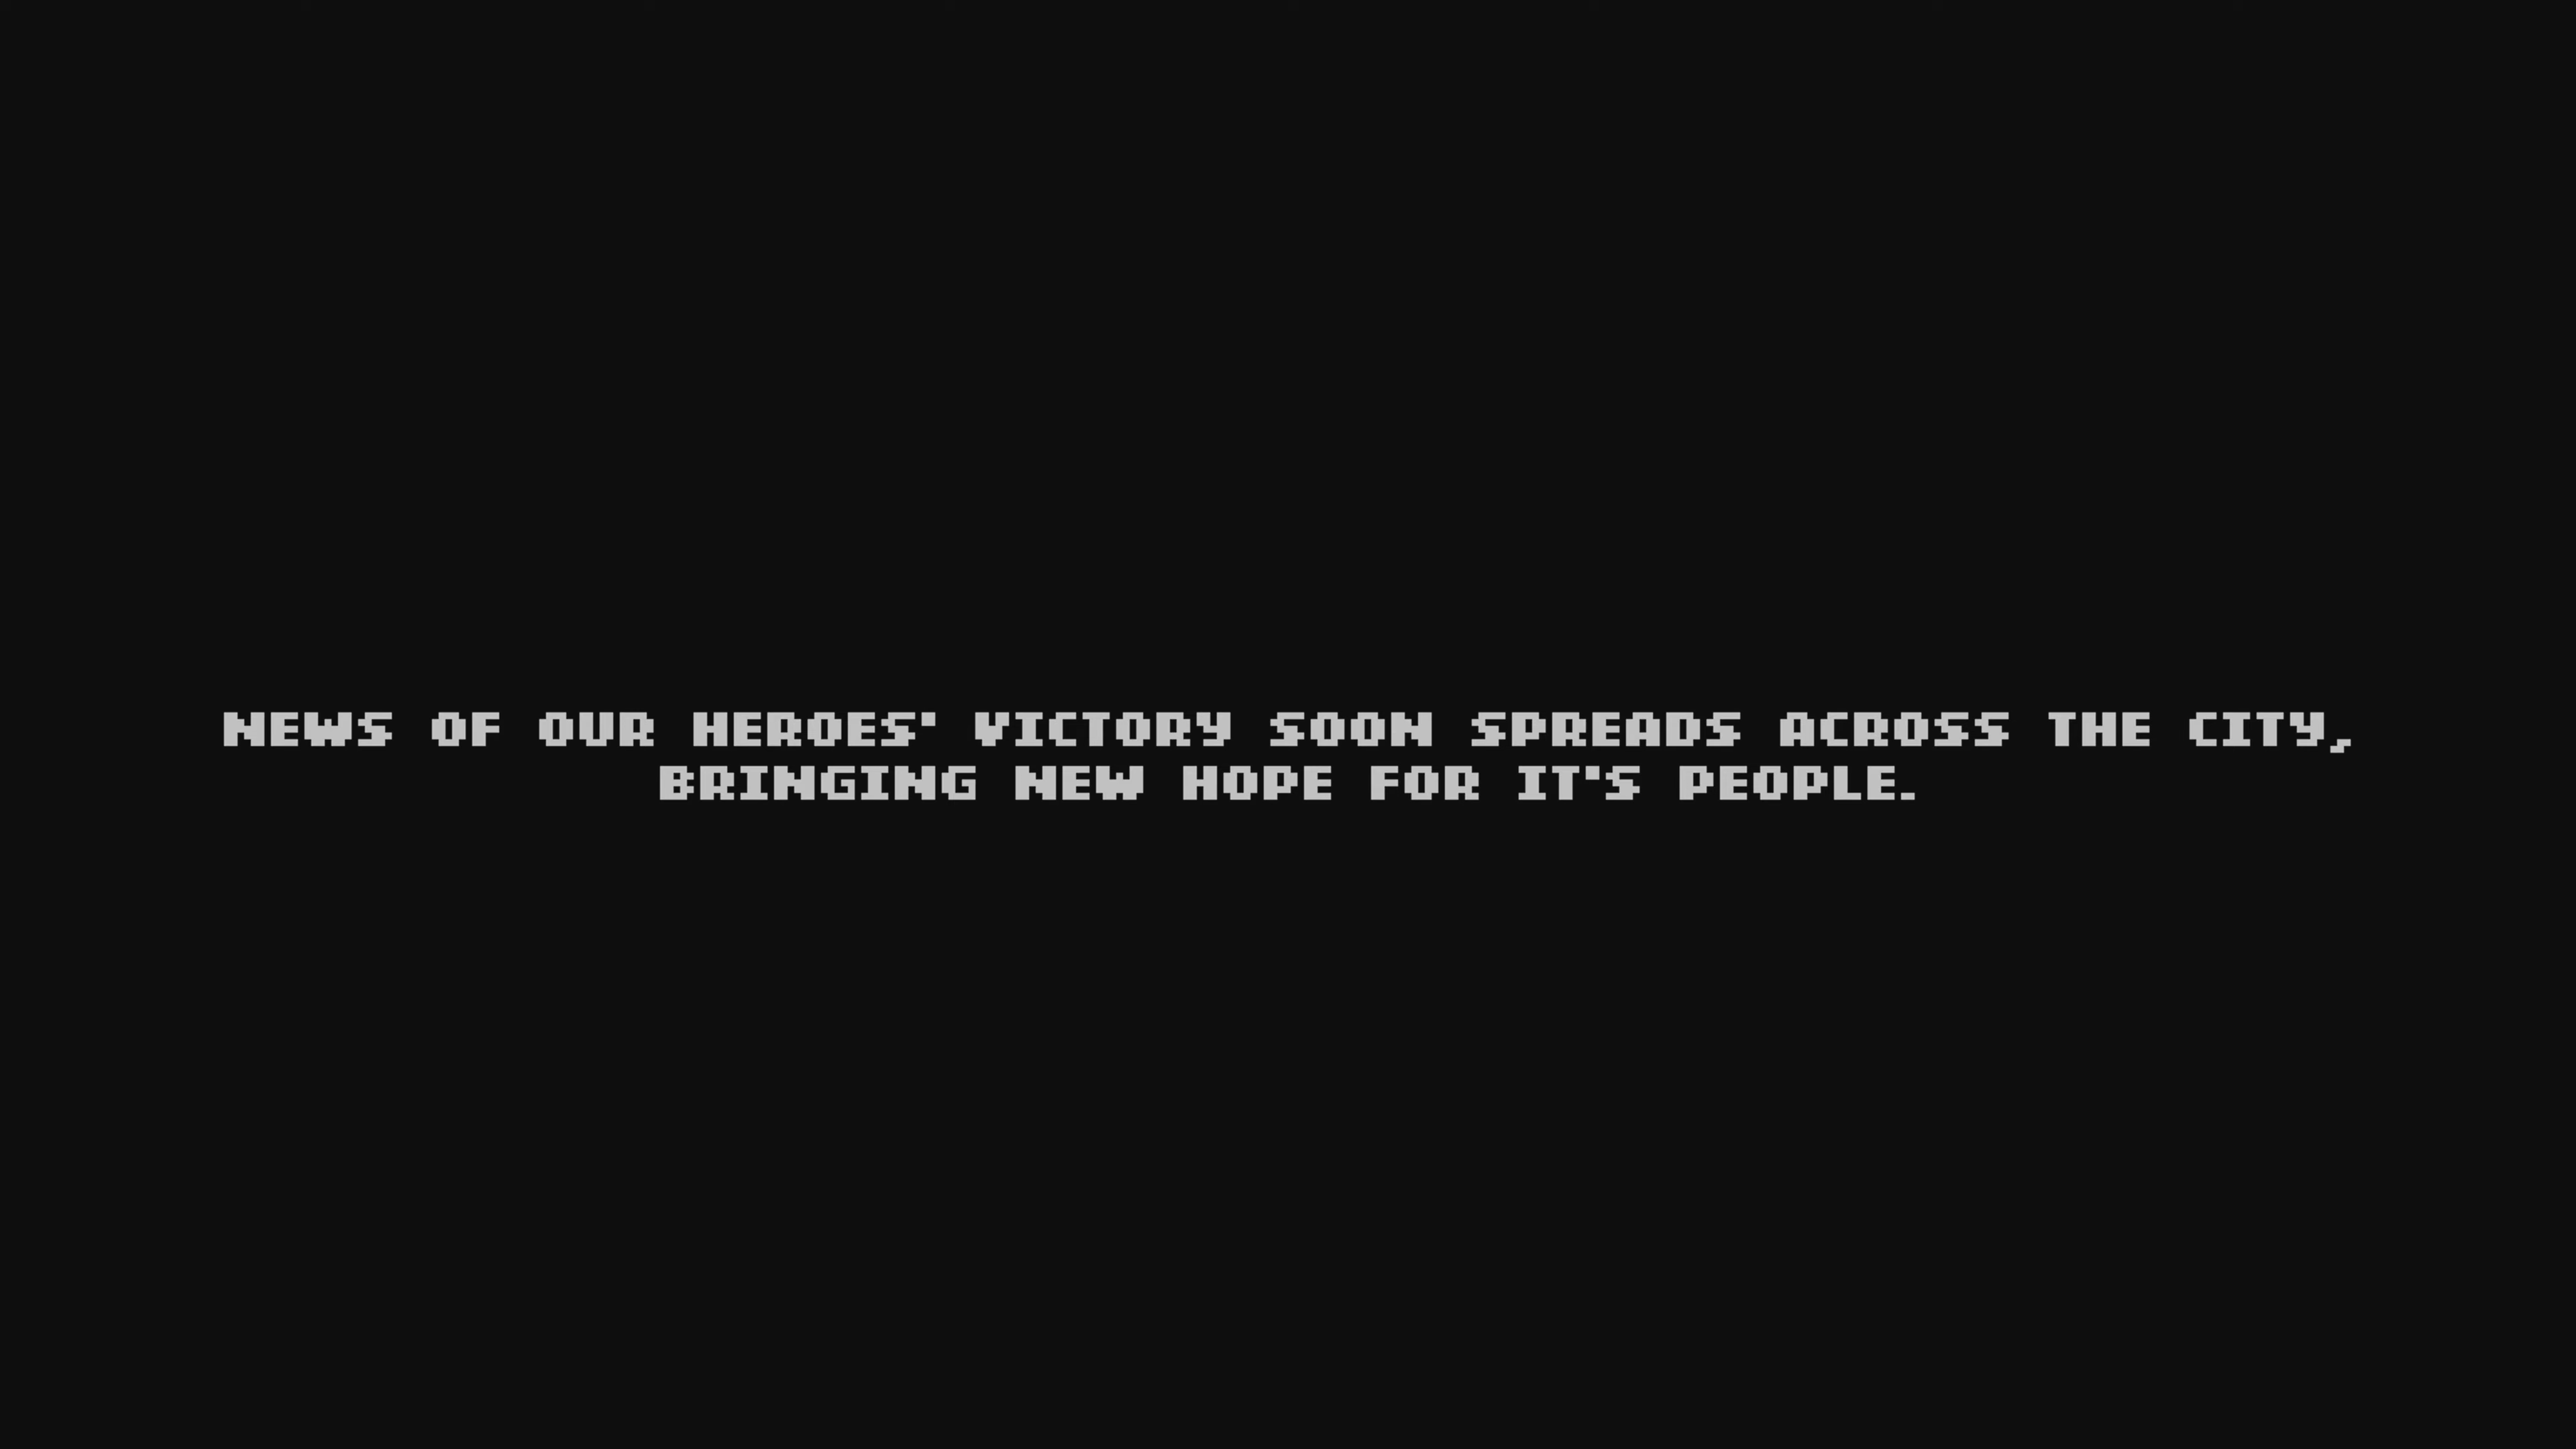 NEWS OF OUR HEROES' VICTORY SOON SPREADS ACROSS THE CITY,
BRINGING NEW HOPE FOR IT'S PEOPLE.